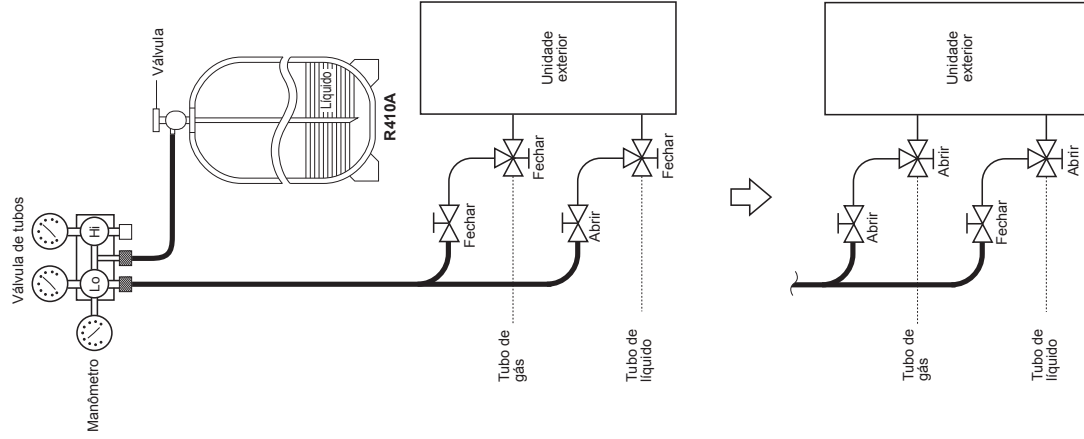 Válvula de tubos
Manômetro
Lo
Hi
Válvula
Líquido
R410A
Unidade
exterior
Fechar
Fechar
Abrir
Fechar
Tubo de
gás
Tubo de
líquido
Unidade
exterior
Abrir
Abrir
Fechar
Abrir
Tubo de
gás
Tubo de
líquido